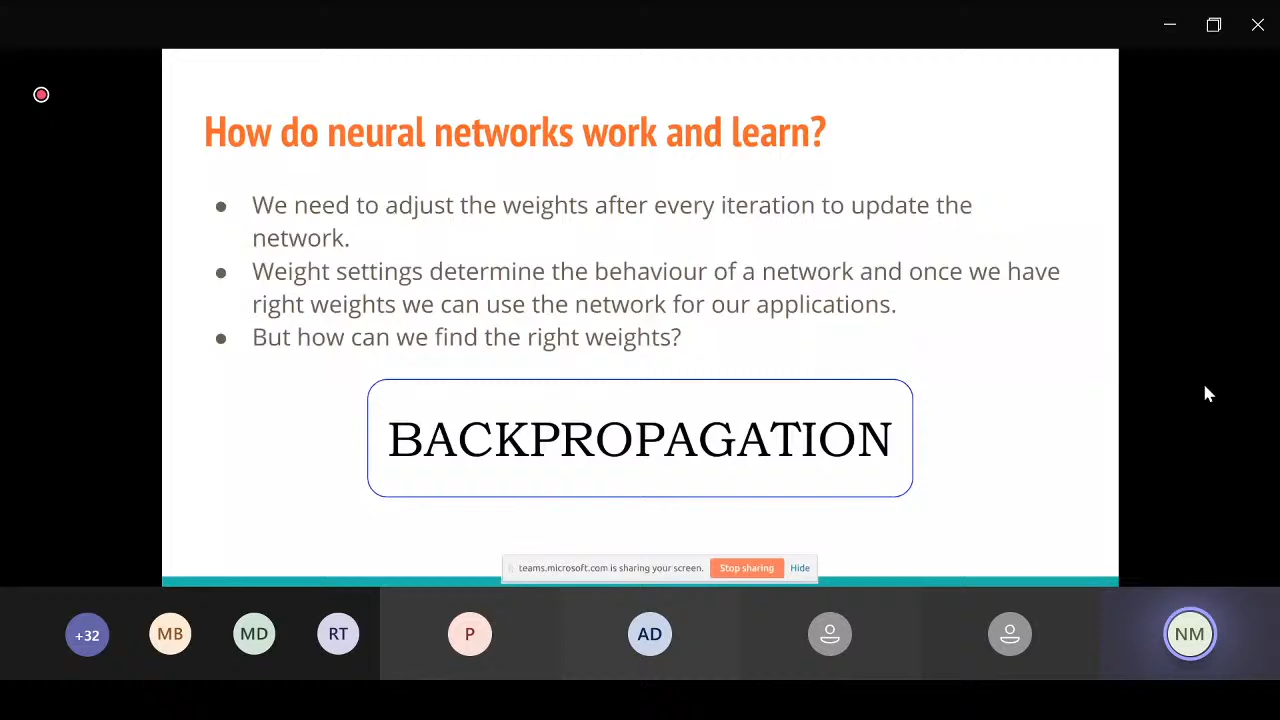 How do neural networks work and learn?
● We need to adjust the weights after every iteration to update the
network.
● Weight settings determine the behaviour of a network and once we have
right weights we can use the network for our applications.
● But how can we find the right weights?
BACKPROPAGATION
teams.microsoft.com is sharing your screen. Stop sharing Hide
+32 MB MD RT P AD NM